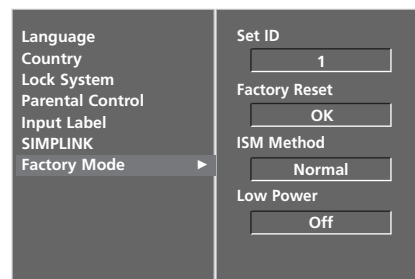 Language
Country
Lock System
Parental Control
Input Label
SIMPLINK
Factory Mode ►
Set ID
1
Factory Reset
OK
ISM Method
Normal
Low Power
Off